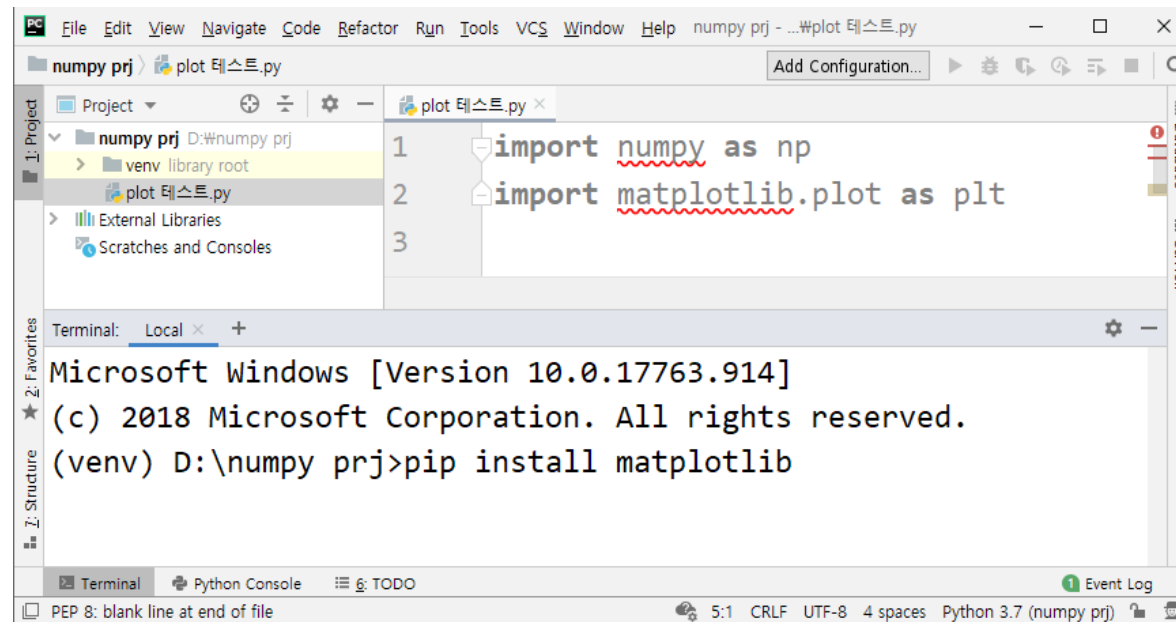 PC File Edit View Navigate Code Refactor Run Tools VCS Window Help numpy prj - ...₩plot 테스트.py
numpy prj plot 테스트.py Add Configuration...
1: Project
Project
plot 테스트.py
numpy prj D:₩numpy prj
venv library root
plot 테스트.py
External Libraries
Scratches and Consoles
1 import numpy as np
2 import matplotlib.plot as plt
3
2: Favorites
7: Structure
Terminal: Local +
Microsoft Windows [Version 10.0.17763.914]
(c) 2018 Microsoft Corporation. All rights reserved.
(venv) D:\numpy prj>pip install matplotlib
Terminal Python Console 6: TODO 1 Event Log
PEP 8: blank line at end of file 5:1 CRLF UTF-8 4 spaces Python 3.7 (numpy prj)